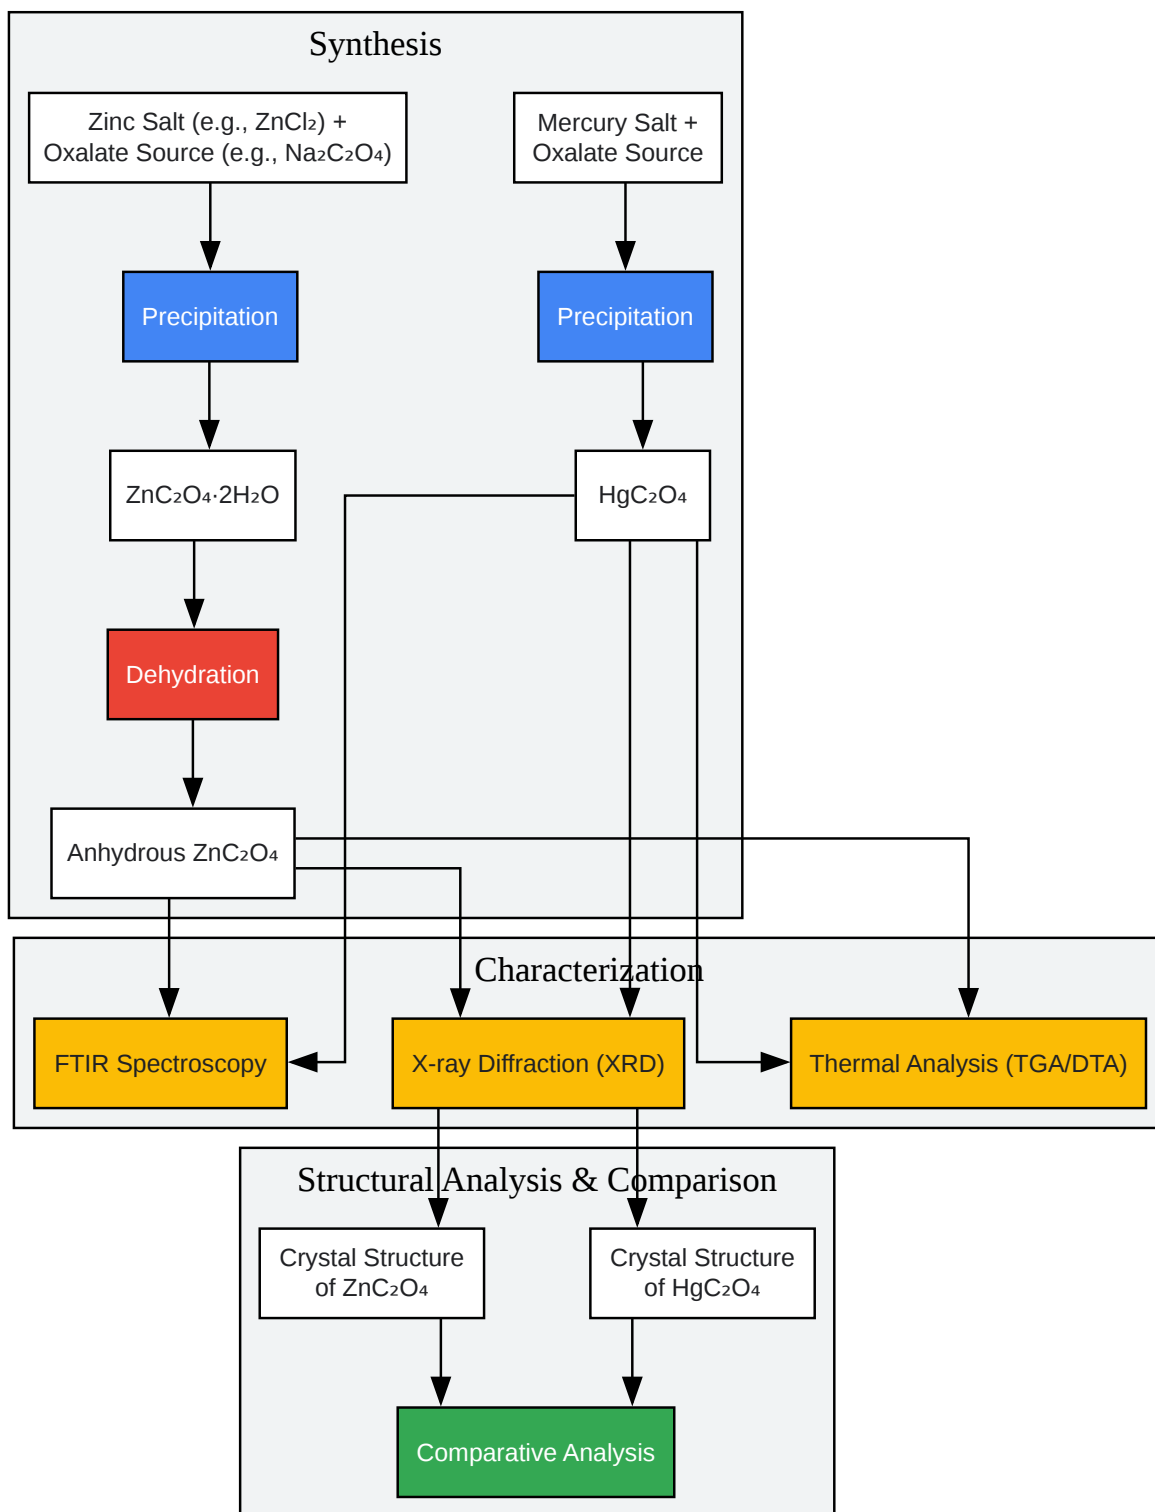 Synthesis
Zinc Salt (e.g., ZnCl₂) +
Oxalate Source (e.g., Na₂C₂O₄)
Mercury Salt +
Oxalate Source
Precipitation
Precipitation
ZnC₂O₄·2H₂O
HgC₂O₄
Dehydration
Anhydrous ZnC₂O₄
Characterization
FTIR Spectroscopy
X-ray Diffraction (XRD)
Thermal Analysis (TGA/DTA)
Structural Analysis & Comparison
Crystal Structure
of ZnC₂O₄
Crystal Structure
of HgC₂O₄
Comparative Analysis